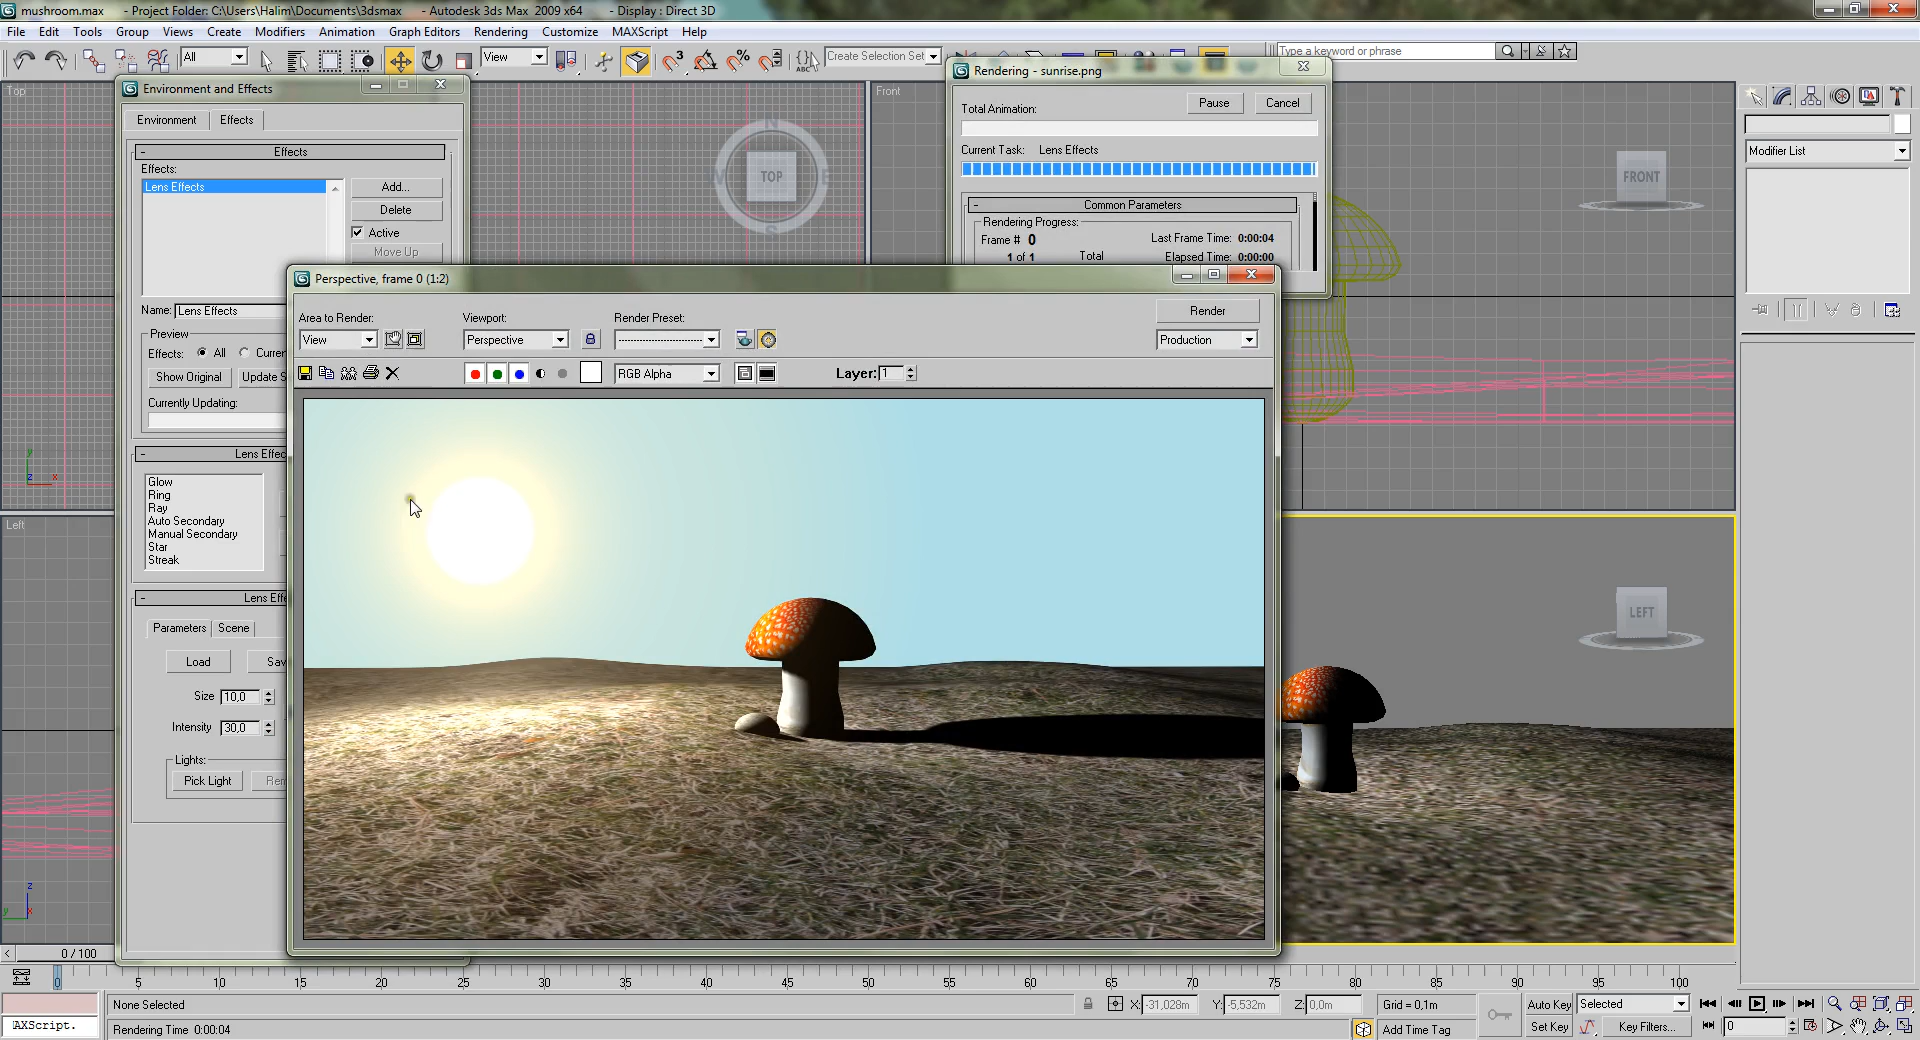 mushroom.max - Project Folder: C:\Users\Halim\Documents\3dsmax - Autodesk 3ds Max 2009 x64 - Display : Direct 3D
File Edit Tools Group Views Create Modifiers Animation Graph Editors Rendering Customize MAXScript Help
Type a keyword or phrase
All
View
Create Selection Set
Top
Front
TOP
N
S
FRONT
Modifier List
Environment and Effects
Environment Effects
Effects
Effects:
Lens Effects
Add...
Delete
Active
Move Up
Name: Lens Effects
Preview
Effects: All Curren
Show Original Update S
Currently Updating:
Lens Effec
Glow
Ring
Ray
Auto Secondary
Manual Secondary
Star
Streak
Lens Effe
Parameters Scene
Load Sav
Size 10,0
Intensity 30,0
Lights:
Pick Light Rem
Rendering - sunrise.png
Total Animation: Pause Cancel
Current Task: Lens Effects
Common Parameters
Rendering Progress:
Frame # 0 Last Frame Time: 0:00:04
1 of 1 Total Elapsed Time: 0:00:00
Perspective, frame 0 (1:2)
Area to Render: Viewport: Render Preset: Render
View Perspective Production
RGB Alpha Layer: 1
Left
LEFT
0 / 100
0 5 10 15 20 25 30 35 40 45 50 55 60 65 70 75 80 85 90 95 100
None Selected X: -31,028m Y: -5,532m Z: 0,0m Grid = 0,1m Auto Key Selected
AXScript. Rendering Time 0:00:04 Add Time Tag Set Key Key Filters... 0